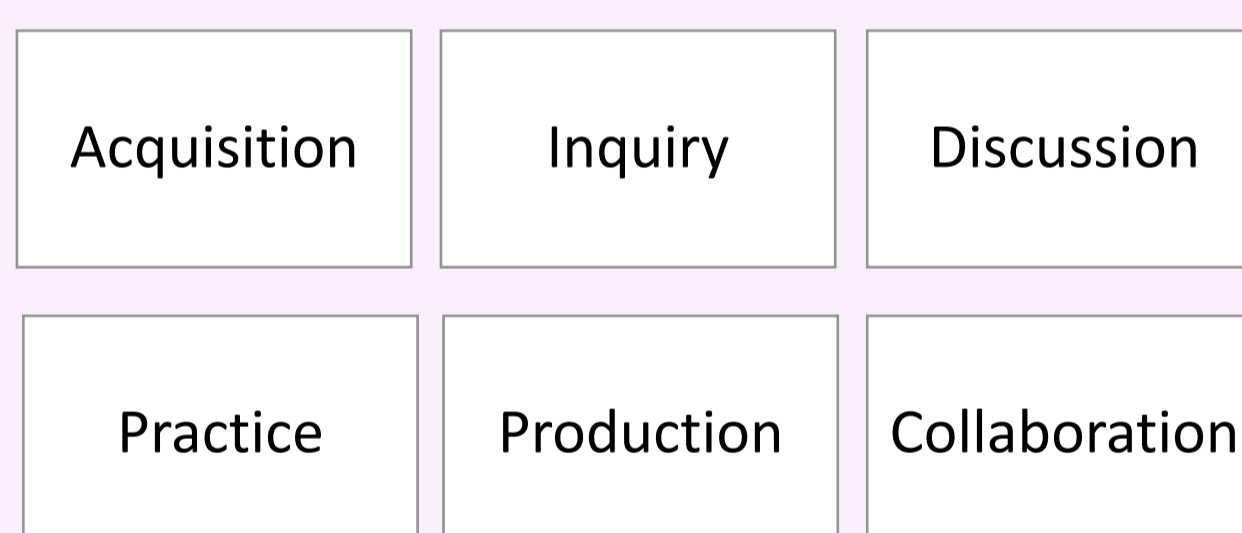 Acquisition
Inquiry
Discussion
Practice
Production
Collaboration